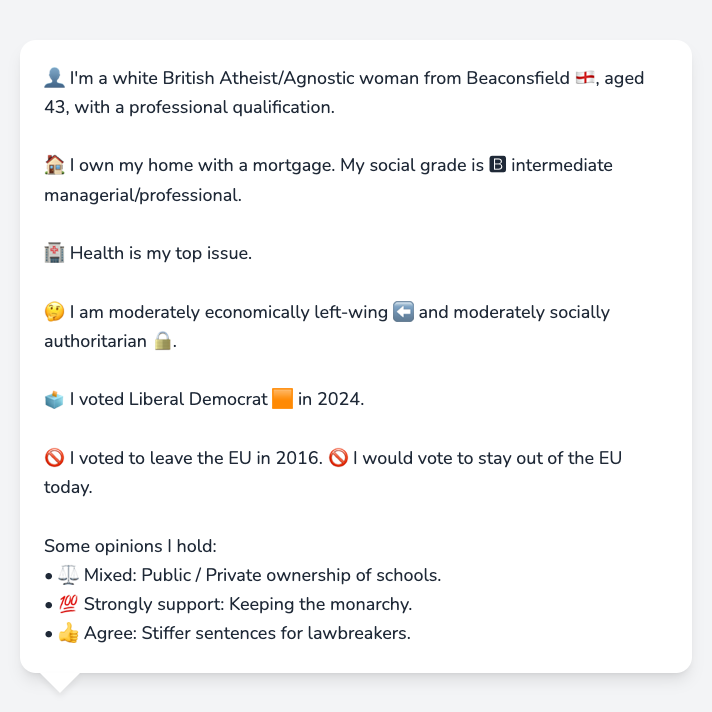 👤 I'm a white British Atheist/Agnostic woman from Beaconsfield 🏴󠁧󠁢󠁥󠁮󠁧󠁿, aged
43, with a professional qualification.
🏠 I own my home with a mortgage. My social grade is 🅱 intermediate
managerial/professional.
🏥 Health is my top issue.
🤔 I am moderately economically left-wing ⬅️ and moderately socially
authoritarian 🔒.
🗳️ I voted Liberal Democrat 🟧 in 2024.
🚫 I voted to leave the EU in 2016. 🚫 I would vote to stay out of the EU
today.
Some opinions I hold:
• ⚖️ Mixed: Public / Private ownership of schools.
• 💯 Strongly support: Keeping the monarchy.
• 👍 Agree: Stiffer sentences for lawbreakers.